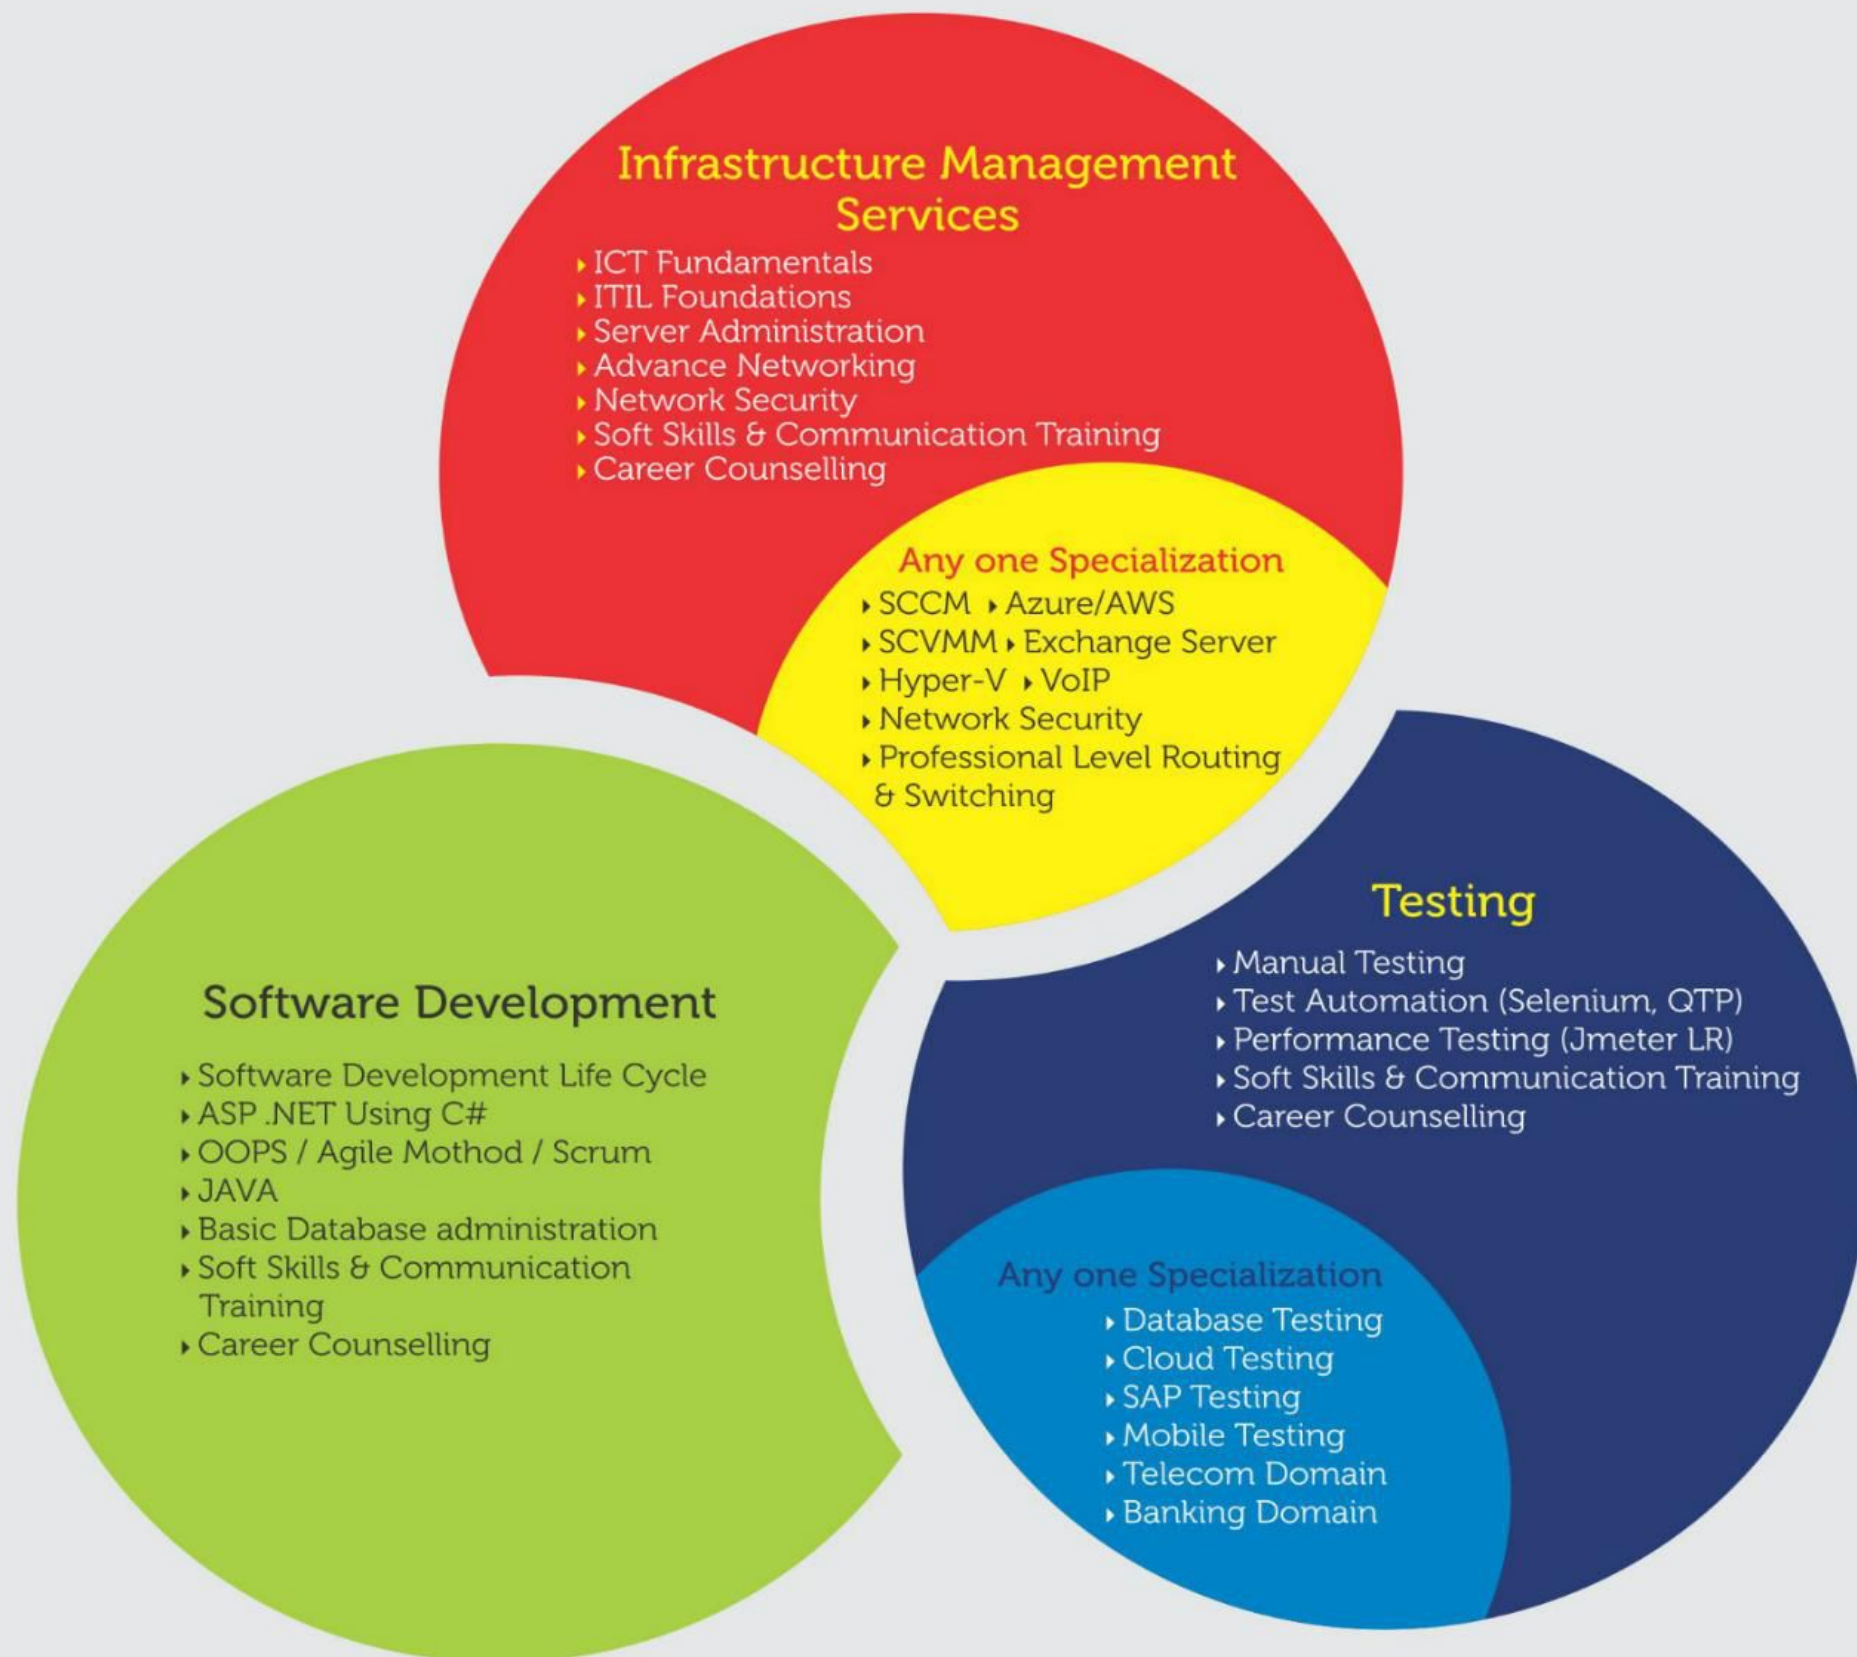 Infrastructure Management
Services
ICT Fundamentals
ITIL Foundations
Server Administration
Advance Networking
Network Security
Soft Skills & Communication Training
Career Counselling
Any one Specialization
SCCM Azure/AWS
SCVMM Exchange Server
Hyper-V VoIP
Network Security
Professional Level Routing
& Switching
Software Development
Software Development Life Cycle
ASP .NET Using C#
OOPS / Agile Mothod / Scrum
JAVA
Basic Database administration
Soft Skills & Communication
Training
Career Counselling
Testing
Manual Testing
Test Automation (Selenium, QTP)
Performance Testing (Jmeter LR)
Soft Skills & Communication Training
Career Counselling
Any one Specialization
Database Testing
Cloud Testing
SAP Testing
Mobile Testing
Telecom Domain
Banking Domain